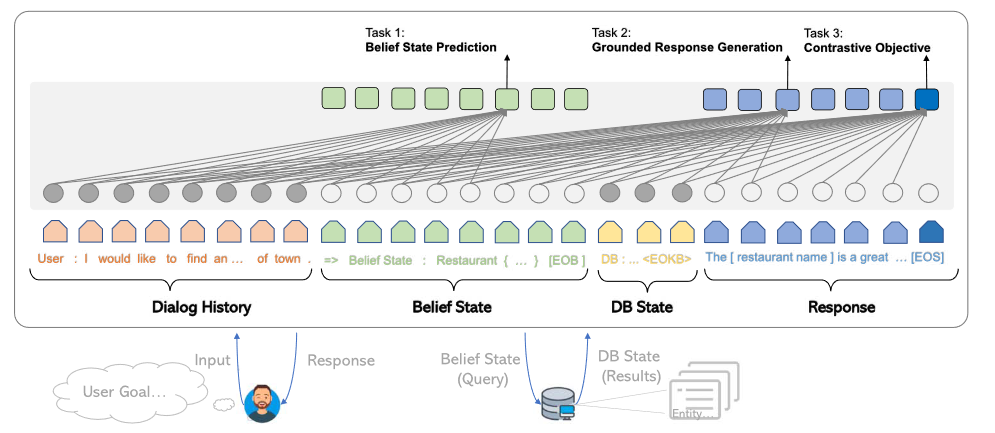 Task 1:
Belief State Prediction
Task 2:
Grounded Response Generation
Task 3:
Contrastive Objective
User : I would like to find an ... of town .
=> Belief State : Restaurant { ... } [EOB ]
DB : ... <EOKB>
The [ restaurant name ] is a great ... [EOS]
Dialog History
Belief State
DB State
Response
Input
Response
Belief State
(Query)
DB State
(Results)
User Goal...
Entity...